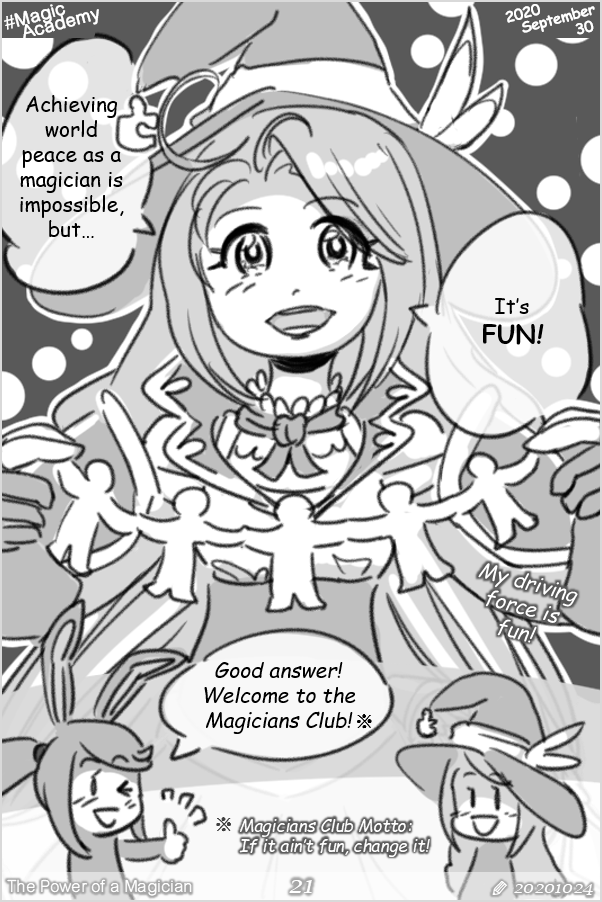 #Magic
Academy
2020
September
30
Achieving
world
peace as a
magician is
impossible,
but...
It's
FUN!
My driving
force is
fun!
Good answer!
Welcome to the
Magicians Club!※
※ Magicians Club Motto:
If it ain't fun, change it!
The Power of a Magician
21
20201024